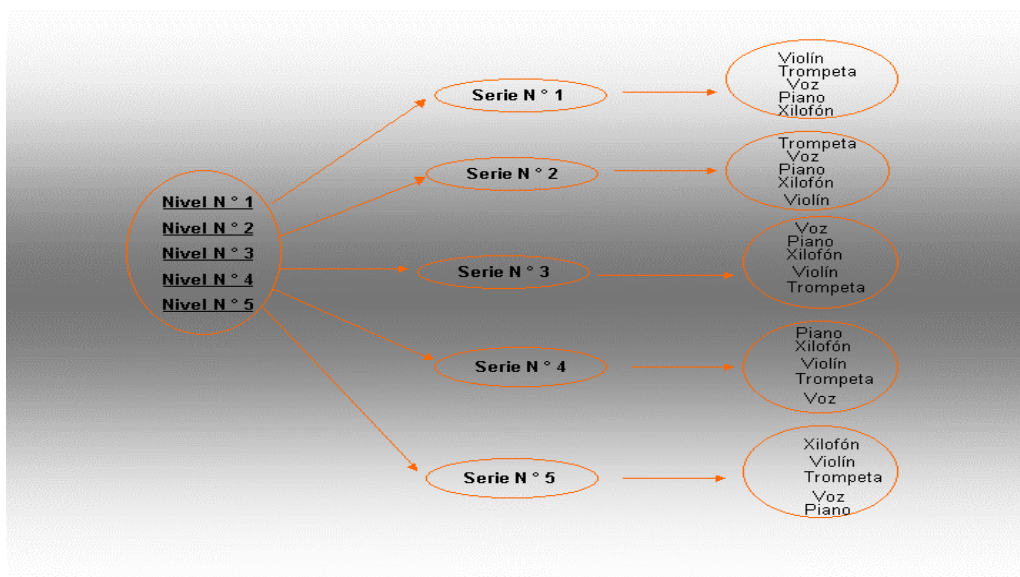 Nivel N ° 1
Nivel N ° 2
Nivel N ° 3
Nivel N ° 4
Nivel N ° 5
Serie N ° 1
Violín
Trompeta
Voz
Piano
Xilofón
Serie N ° 2
Trompeta
Voz
Piano
Xilofón
Violín
Serie N ° 3
Voz
Piano
Xilofón
Violín
Trompeta
Serie N ° 4
Piano
Xilofón
Violín
Trompeta
Voz
Serie N ° 5
Xilofón
Violín
Trompeta
Voz
Piano